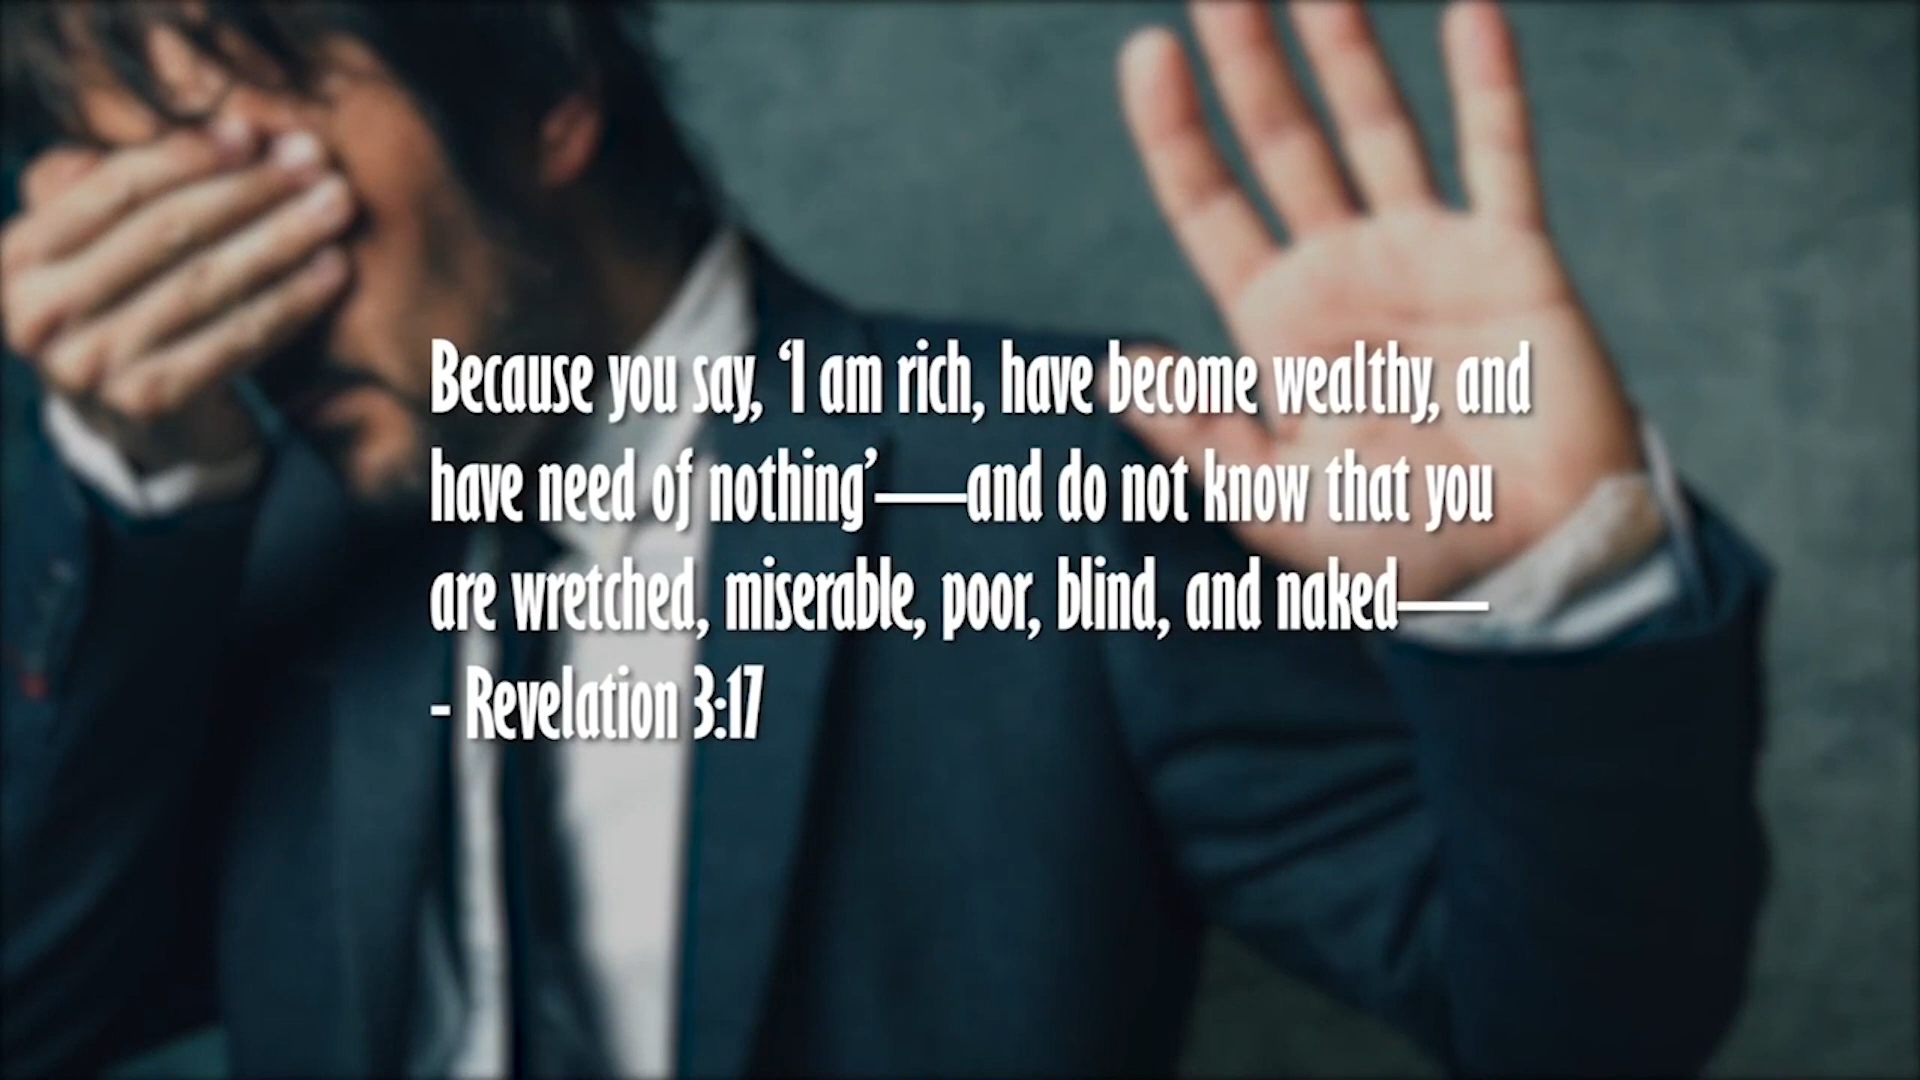 Because you say, ‘I am rich, have become wealthy, and
have need of nothing’—and do not know that you
are wretched, miserable, poor, blind, and naked—
- Revelation 3:17